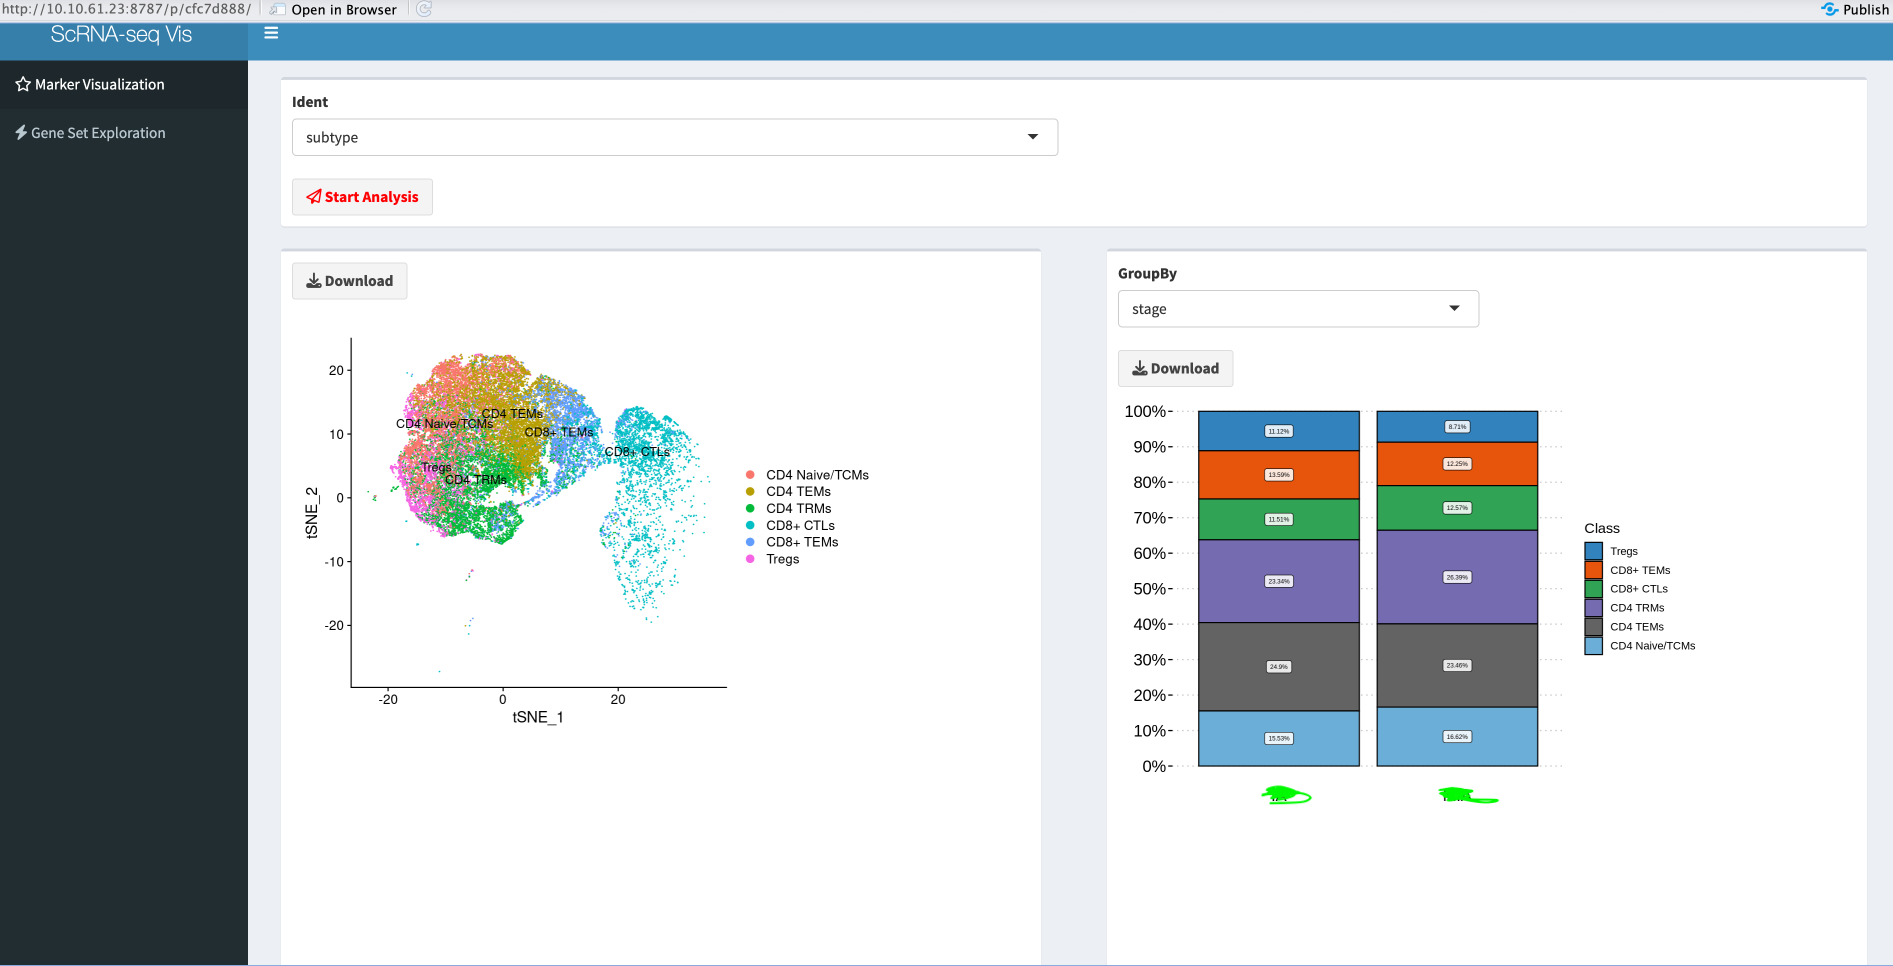 http://10.10.61.23:8787/p/cfc7d888/ Open in Browser Publish
ScRNA-seq Vis
Marker Visualization
Gene Set Exploration
Ident
subtype
Start Analysis
Download
20
10
0
-10
-20
tSNE_2
-20 0 20
tSNE_1
CD4 TEMs
CD4 Naive/TCMs
CD8+ TEMs
CD8+ CTLs
Tregs
CD4 TRMs
CD4 Naive/TCMs
CD4 TEMs
CD4 TRMs
CD8+ CTLs
CD8+ TEMs
Tregs
GroupBy
stage
Download
100%
90%
80%
70%
60%
50%
40%
30%
20%
10%
0%
11.12% 8.71%
13.59% 12.25%
11.51% 12.57%
23.34% 26.39%
24.9% 23.46%
15.53% 16.62%
Class
Tregs
CD8+ TEMs
CD8+ CTLs
CD4 TRMs
CD4 TEMs
CD4 Naive/TCMs